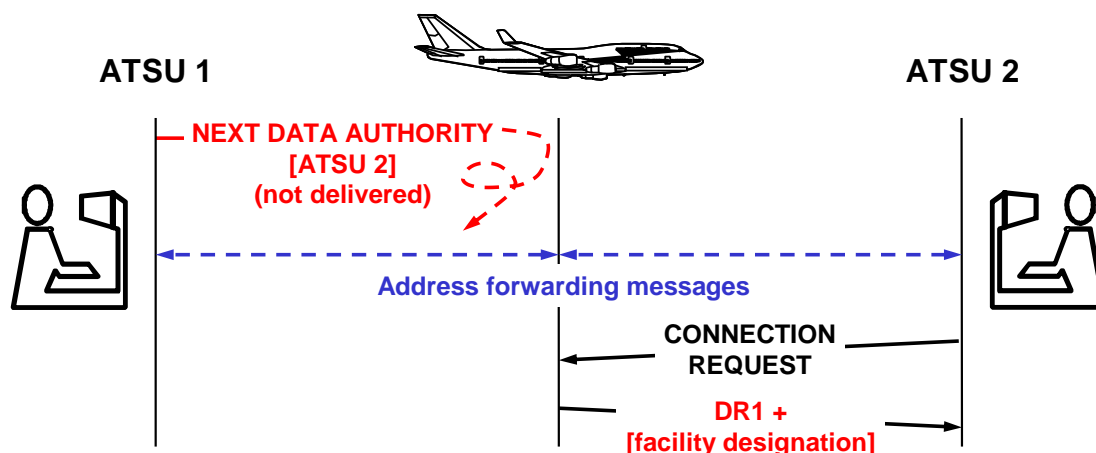 ATSU 1
ATSU 2
NEXT DATA AUTHORITY
[ATSU 2]
(not delivered)
Address forwarding messages
CONNECTION
REQUEST
DR1 +
[facility designation]